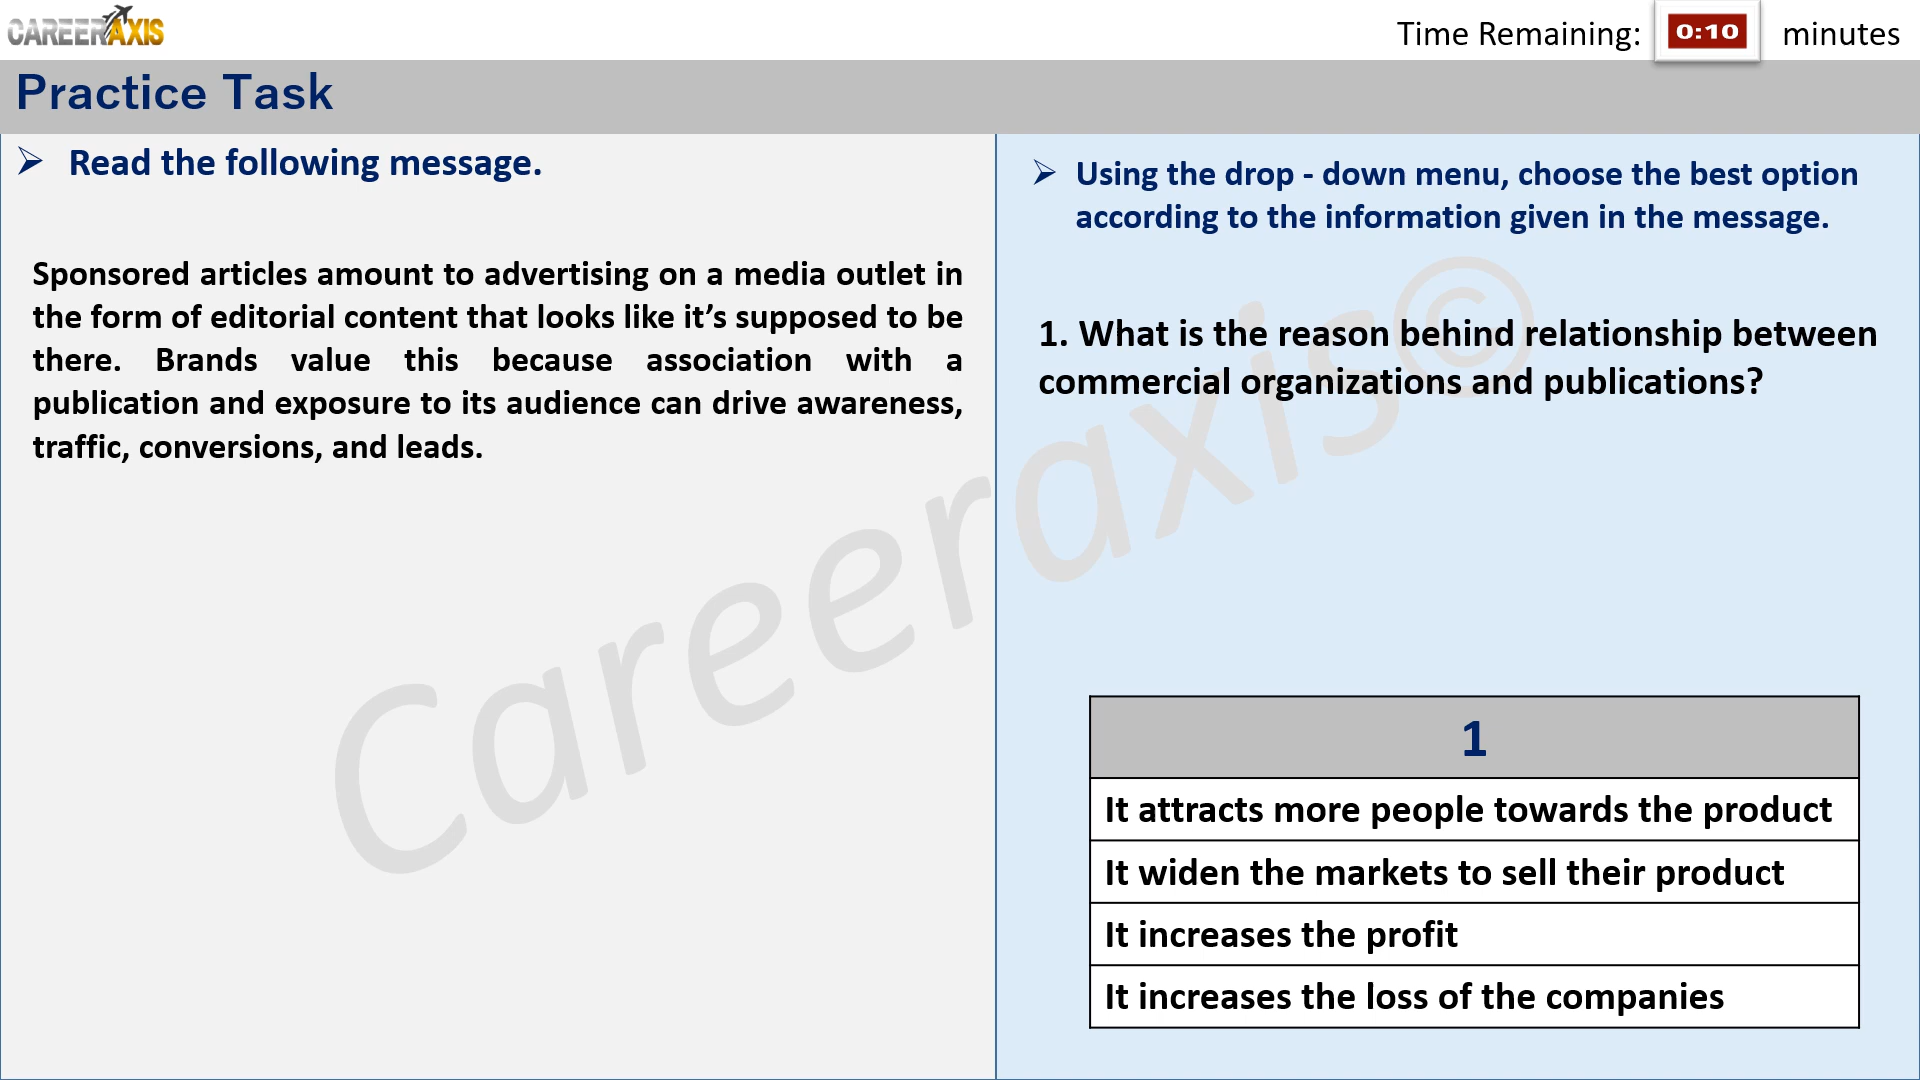 CAREERAXIS
Time Remaining: 0:10 minutes
Practice Task
Read the following message.
Sponsored articles amount to advertising on a media outlet in
the form of editorial content that looks like it’s supposed to be
there. Brands value this because association with a
publication and exposure to its audience can drive awareness,
traffic, conversions, and leads.
Using the drop - down menu, choose the best option
according to the information given in the message.
1. What is the reason behind relationship between
commercial organizations and publications?
1
It attracts more people towards the product
It widen the markets to sell their product
It increases the profit
It increases the loss of the companies
Careeraxis©